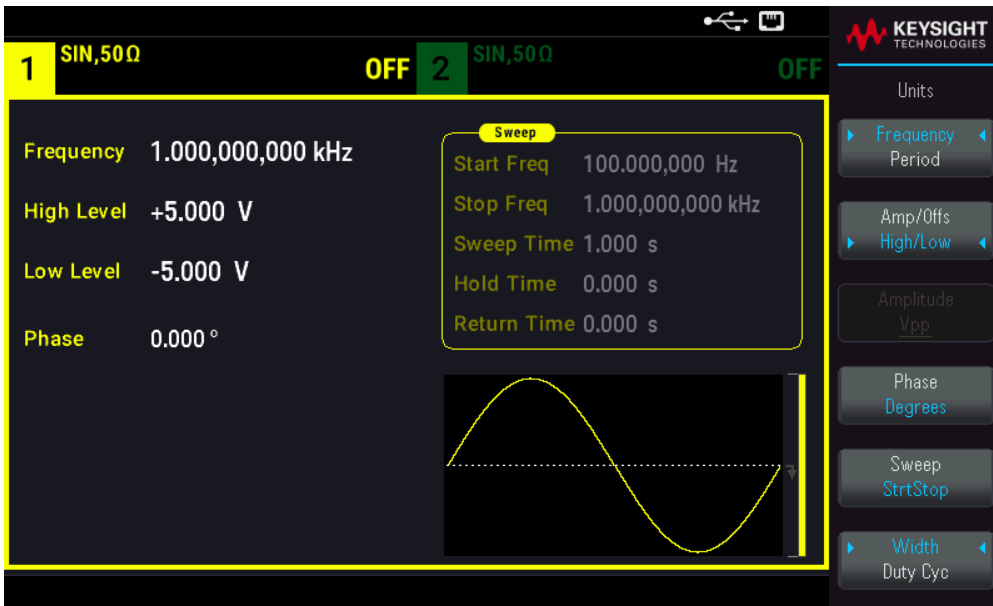 KEYSIGHT
TECHNOLOGIES
1 SIN,50Ω OFF
2 SIN,50Ω OFF
Frequency 1.000,000,000 kHz
High Level +5.000 V
Low Level -5.000 V
Phase 0.000 °
Sweep
Start Freq 100.000,000 Hz
Stop Freq 1.000,000,000 kHz
Sweep Time 1.000 s
Hold Time 0.000 s
Return Time 0.000 s
Units
Frequency
Period
Amp/Offs
High/Low
Amplitude
Vpp
Phase
Degrees
Sweep
StrtStop
Width
Duty Cyc